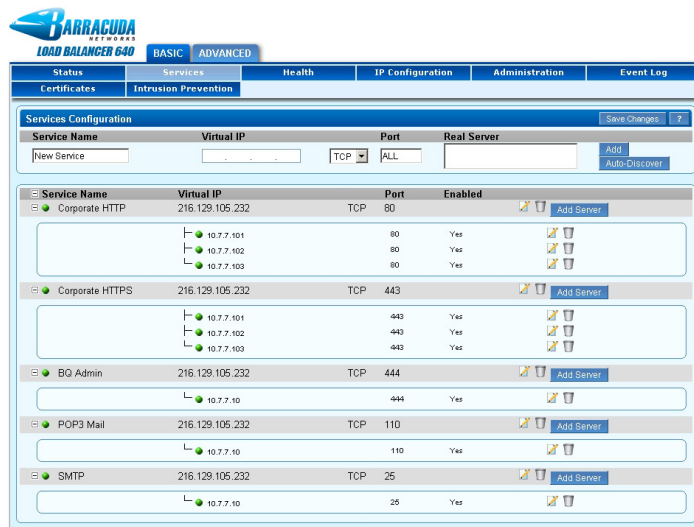 BARRACUDA
NETWORKS
LOAD BALANCER 640 BASIC ADVANCED
Status Services Health IP Configuration Administration Event Log
Certificates Intrusion Prevention
Services Configuration Save Changes ?
Service Name Virtual IP Port Real Server
New Service . . . TCP ALL Add
Auto-Discover
Service Name Virtual IP Port Enabled
Corporate HTTP 216.129.105.232 TCP 80 Add Server
10.7.7.101 80 Yes
10.7.7.102 80 Yes
10.7.7.103 80 Yes
Corporate HTTPS 216.129.105.232 TCP 443 Add Server
10.7.7.101 443 Yes
10.7.7.102 443 Yes
10.7.7.103 443 Yes
BQ Admin 216.129.105.232 TCP 444 Add Server
10.7.7.10 444 Yes
POP3 Mail 216.129.105.232 TCP 110 Add Server
10.7.7.10 110 Yes
SMTP 216.129.105.232 TCP 25 Add Server
10.7.7.10 25 Yes